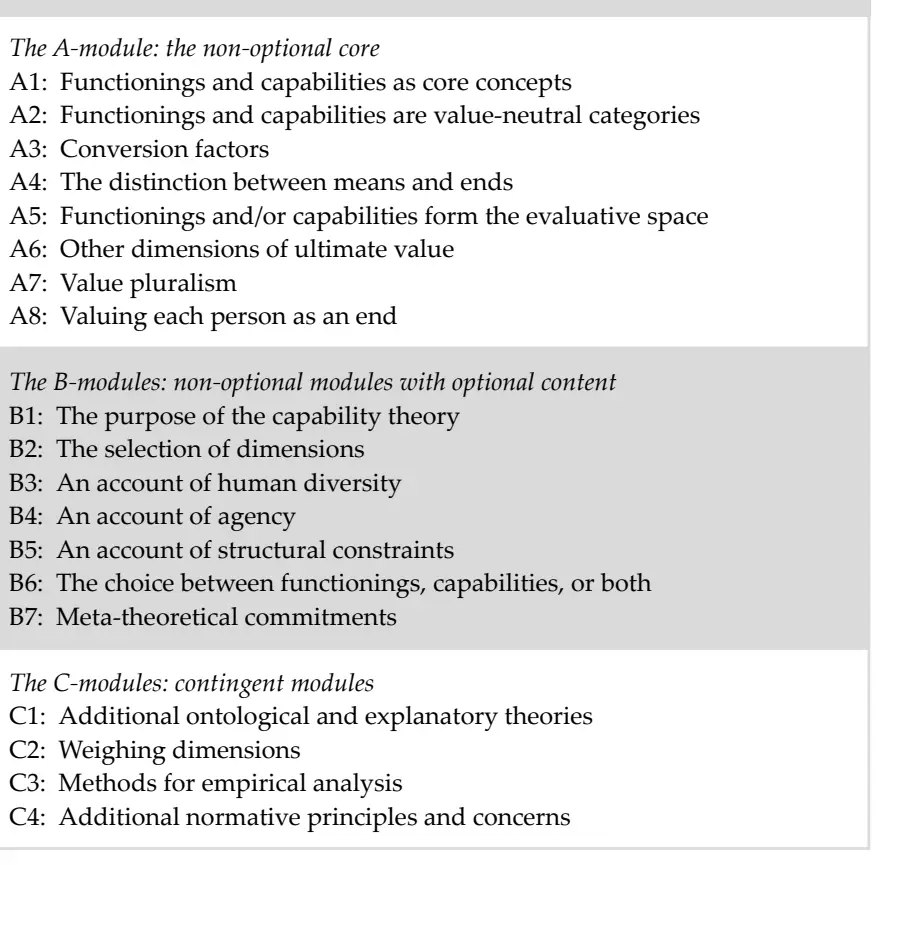 The A-module: the non-optional core
A1: Functionings and capabilities as core concepts
A2: Functionings and capabilities are value-neutral categories
A3: Conversion factors
A4: The distinction between means and ends
A5: Functionings and/or capabilities form the evaluative space
A6: Other dimensions of ultimate value
A7: Value pluralism
A8: Valuing each person as an end
The B-modules: non-optional modules with optional content
B1: The purpose of the capability theory
B2: The selection of dimensions
B3: An account of human diversity
B4: An account of agency
B5: An account of structural constraints
B6: The choice between functionings, capabilities, or both
B7: Meta-theoretical commitments
The C-modules: contingent modules
C1: Additional ontological and explanatory theories
C2: Weighing dimensions
C3: Methods for empirical analysis
C4: Additional normative principles and concerns